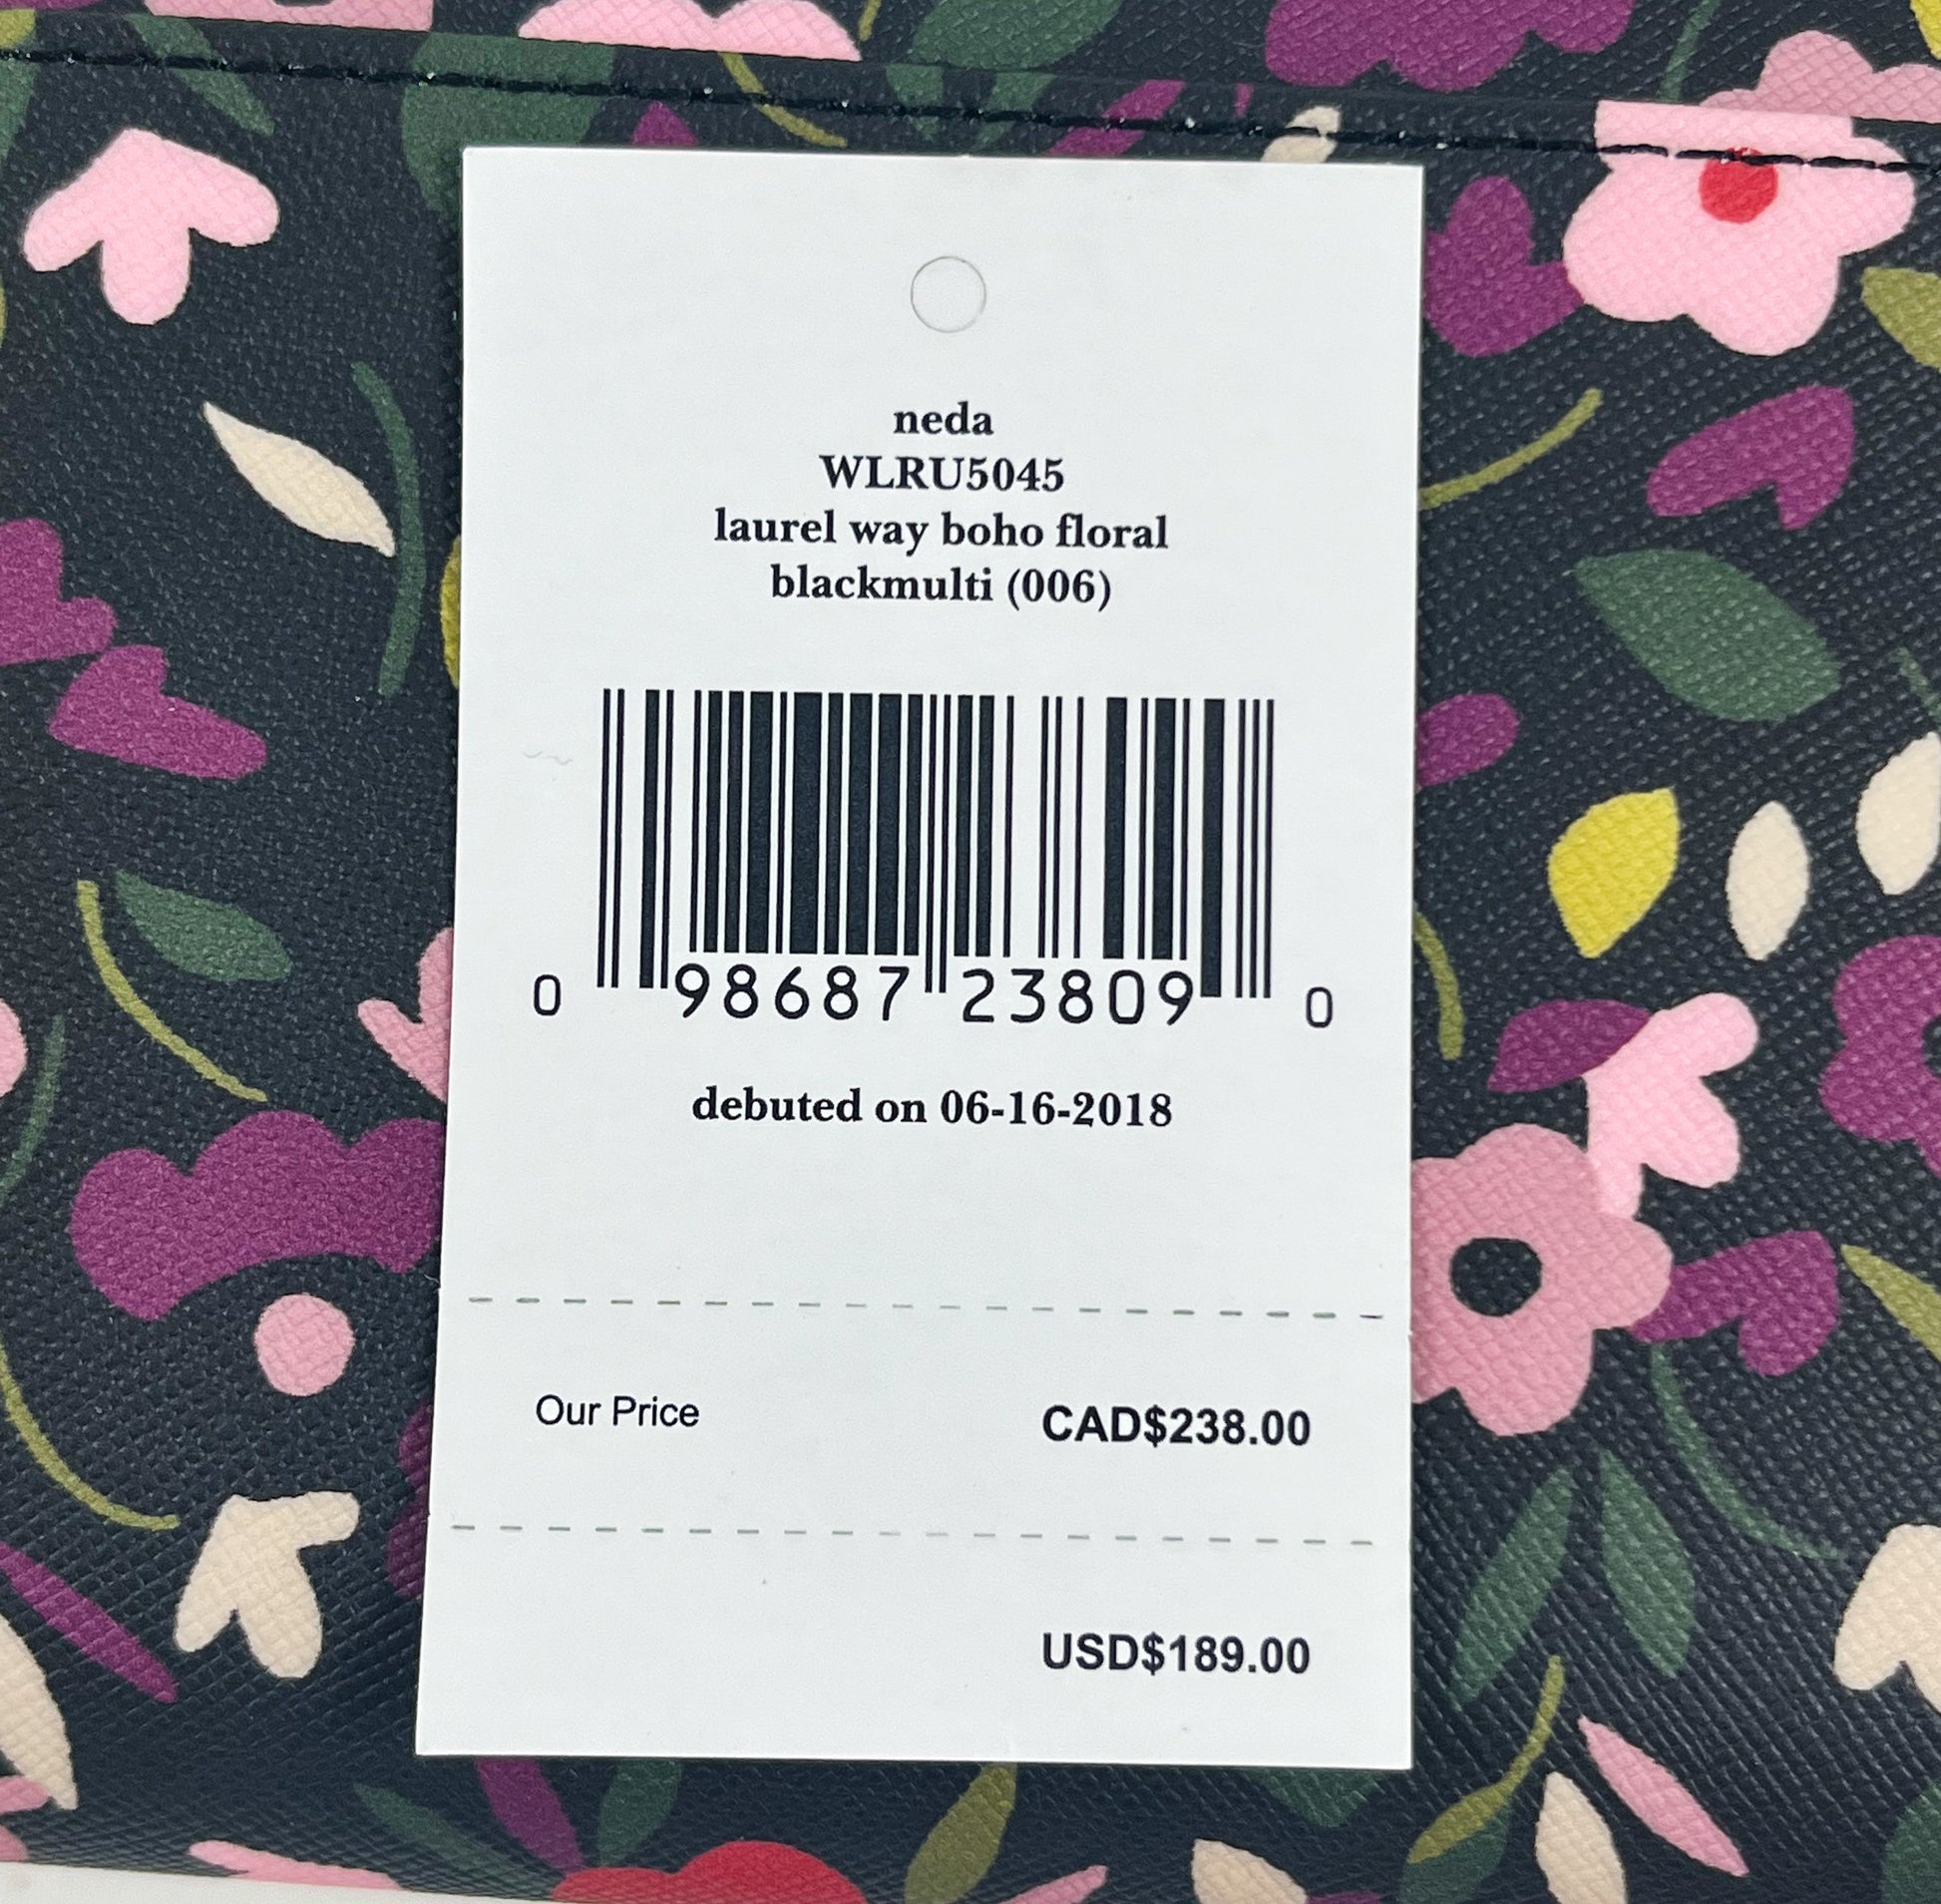 neda
WLRU5045
laurel way boho floral
blackmulti (006)
0 98687 23809 0
debuted on 06-16-2018
Our Price CAD$238.00
USD$189.00